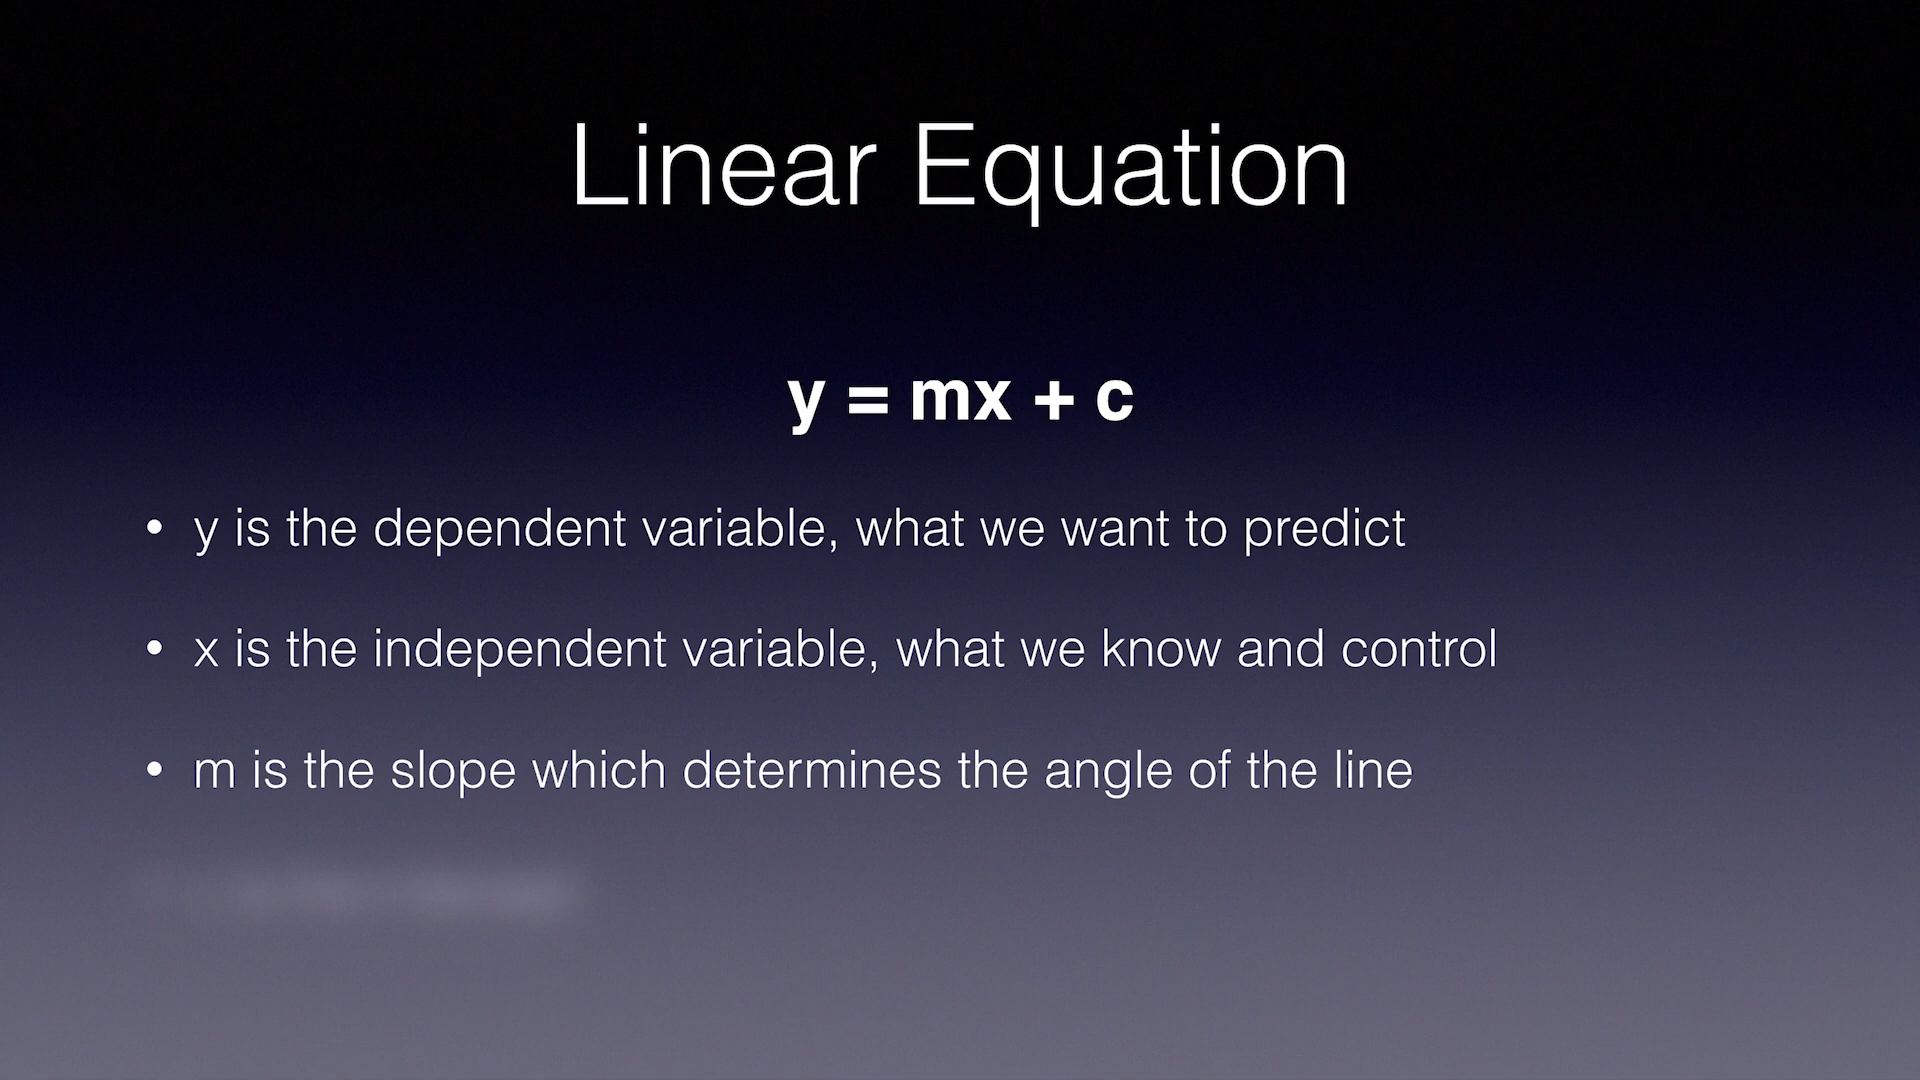 Linear Equation
y = mx + c
• y is the dependent variable, what we want to predict
• x is the independent variable, what we know and control
• m is the slope which determines the angle of the line